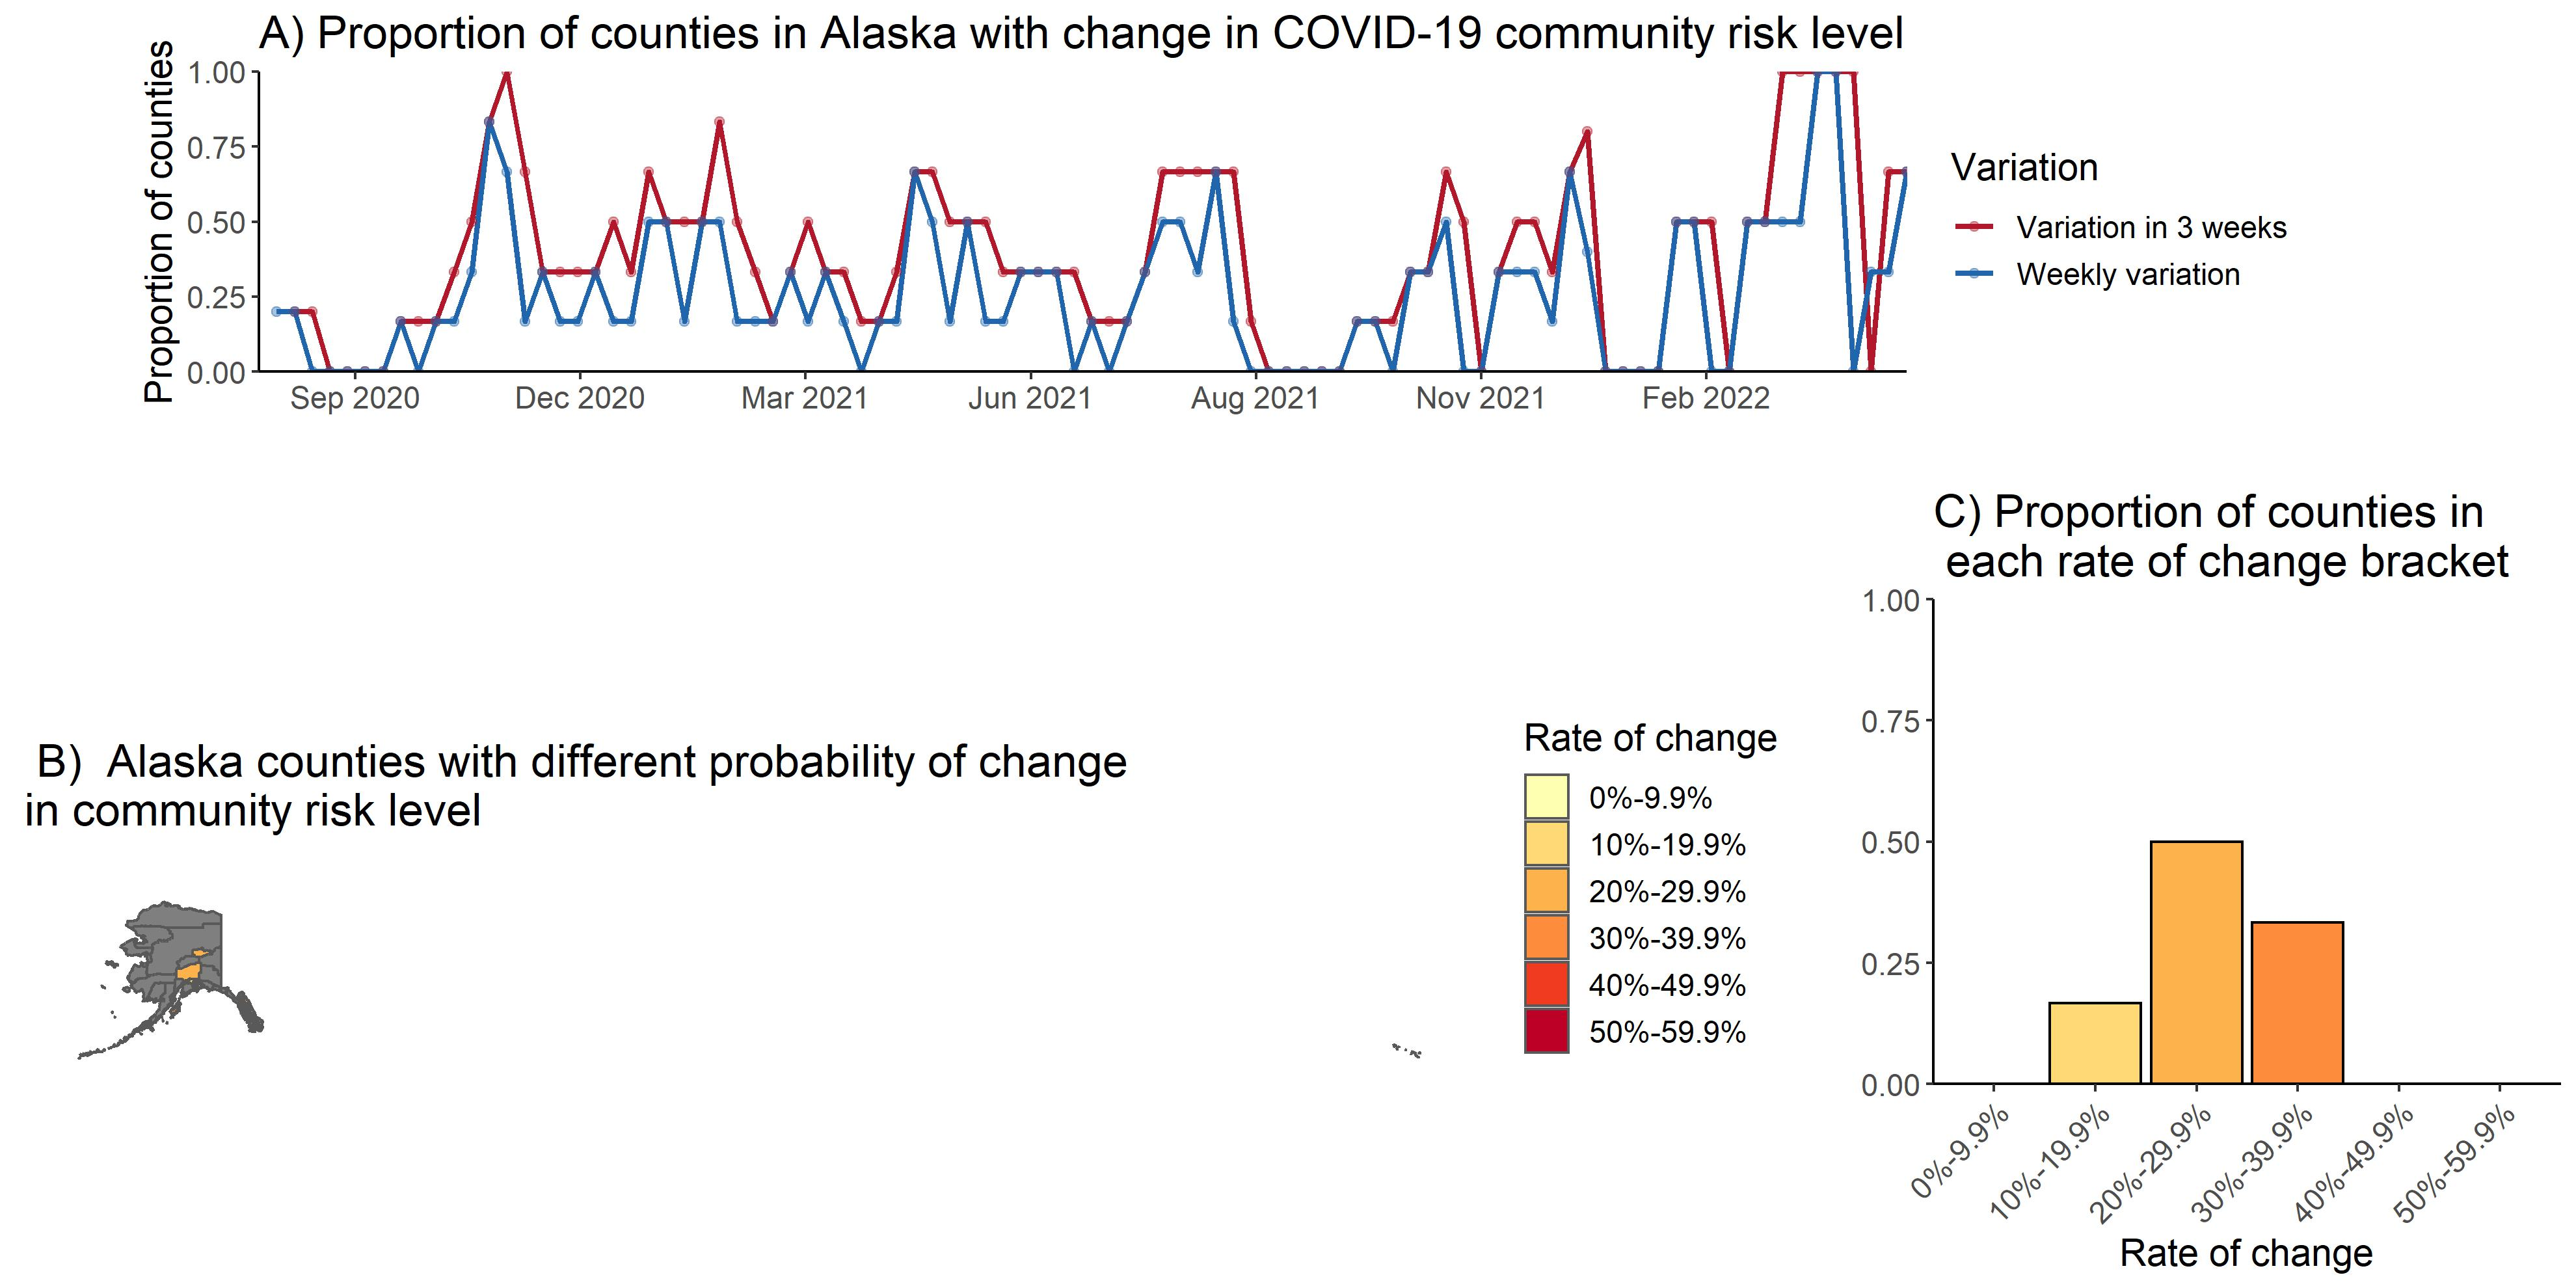 A) Proportion of counties in Alaska with change in COVID-19 community risk level
Proportion of counties
1.00
0.75
0.50
0.25
0.00
Sep 2020
Dec 2020
Mar 2021
Jun 2021
Aug 2021
Nov 2021
Feb 2022
Variation
Variation in 3 weeks
Weekly variation
B) Alaska counties with different probability of change
in community risk level
Rate of change
0%-9.9%
10%-19.9%
20%-29.9%
30%-39.9%
40%-49.9%
50%-59.9%
C) Proportion of counties in
each rate of change bracket
1.00
0.75
0.50
0.25
0.00
0%-9.9%
10%-19.9%
20%-29.9%
30%-39.9%
40%-49.9%
50%-59.9%
Rate of change